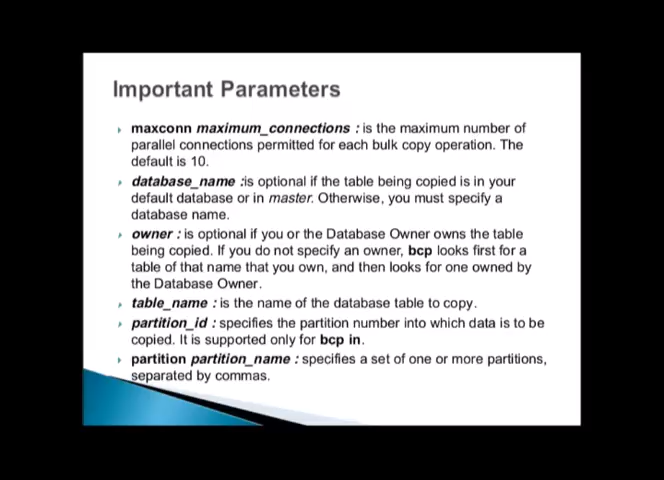 Important Parameters
maxconn maximum_connections : is the maximum number of
parallel connections permitted for each bulk copy operation. The
default is 10.
database_name :is optional if the table being copied is in your
default database or in master. Otherwise, you must specify a
database name.
owner : is optional if you or the Database Owner owns the table
being copied. If you do not specify an owner, bcp looks first for a
table of that name that you own, and then looks for one owned by
the Database Owner.
table_name : is the name of the database table to copy.
partition_id : specifies the partition number into which data is to be
copied. It is supported only for bcp in.
partition partition_name : specifies a set of one or more partitions,
separated by commas.